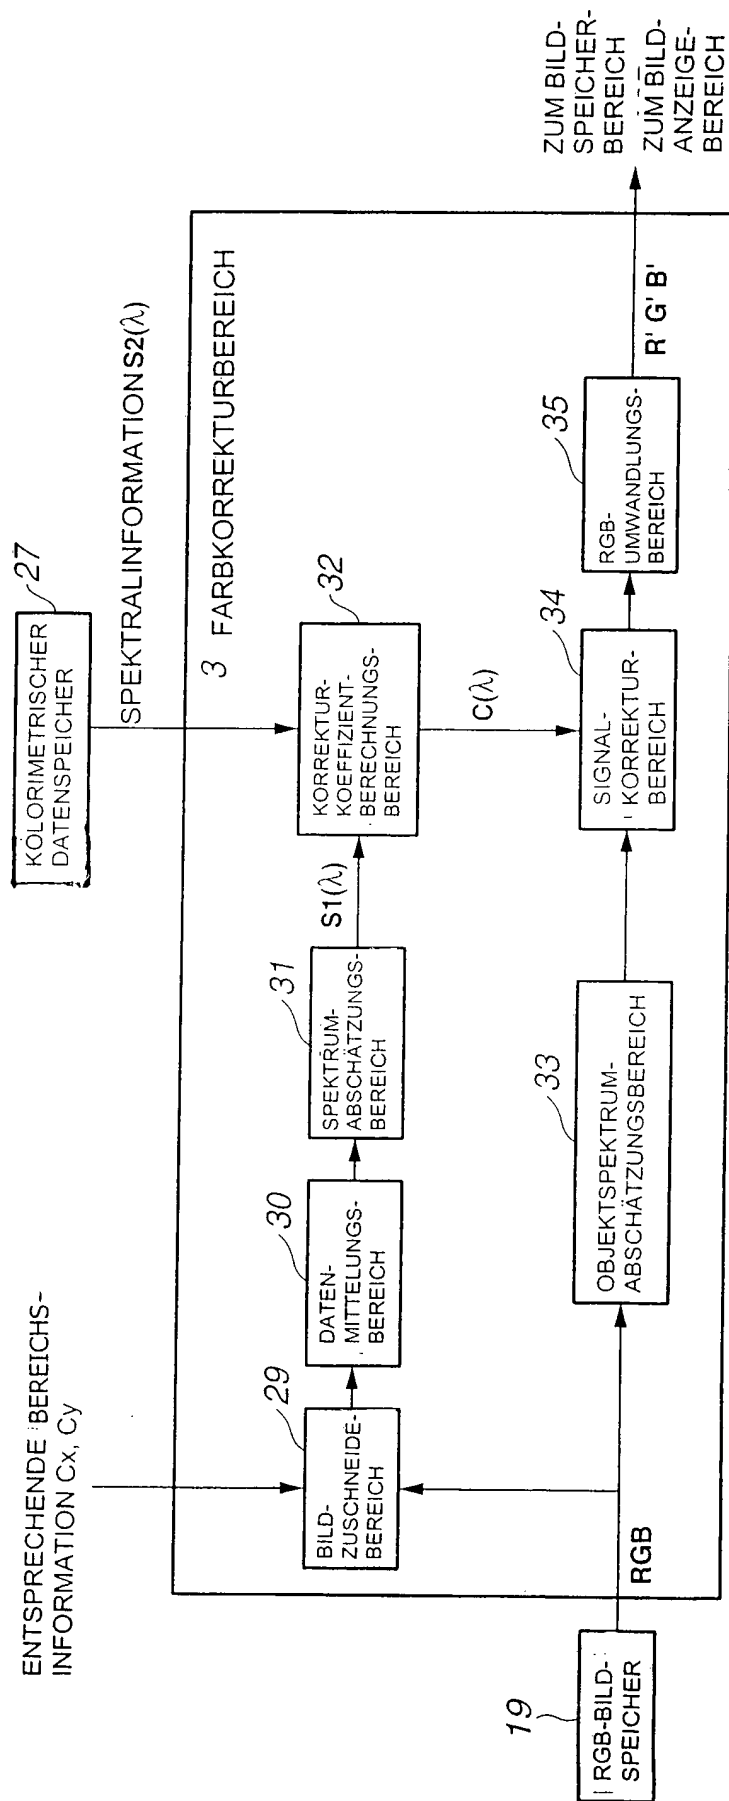 ENTSPRECHENDE BEREICHS-
INFORMATION Cx, Cy
KOLORIMETRISCHER
DATENSPEICHER
27
SPEKTRALINFORMATION S2(λ)
3 FARBKORREKTURBEREICH
29
BILD-
ZUSCHNEIDE-
BEREICH
30
DATEN-
MITTELUNGS-
BEREICH
31
SPEKTRUM-
ABSCHÄTZUNGS-
BEREICH
S1(λ)
32
KORREKTUR-
KOEFFIZIENT-
BERECHNUNGS-
BEREICH
C(λ)
19
RGB-BILD-
SPEICHER
RGB
33
OBJEKTSPEKTRUM-
ABSCHÄTZUNGSBEREICH
34
SIGNAL-
KORREKTUR-
BEREICH
35
RGB-
UMWANDLUNGS-
BEREICH
R' G' B'
ZUM BILD-
SPEICHER-
BEREICH
ZUM BILD-
ANZEIGE-
BEREICH